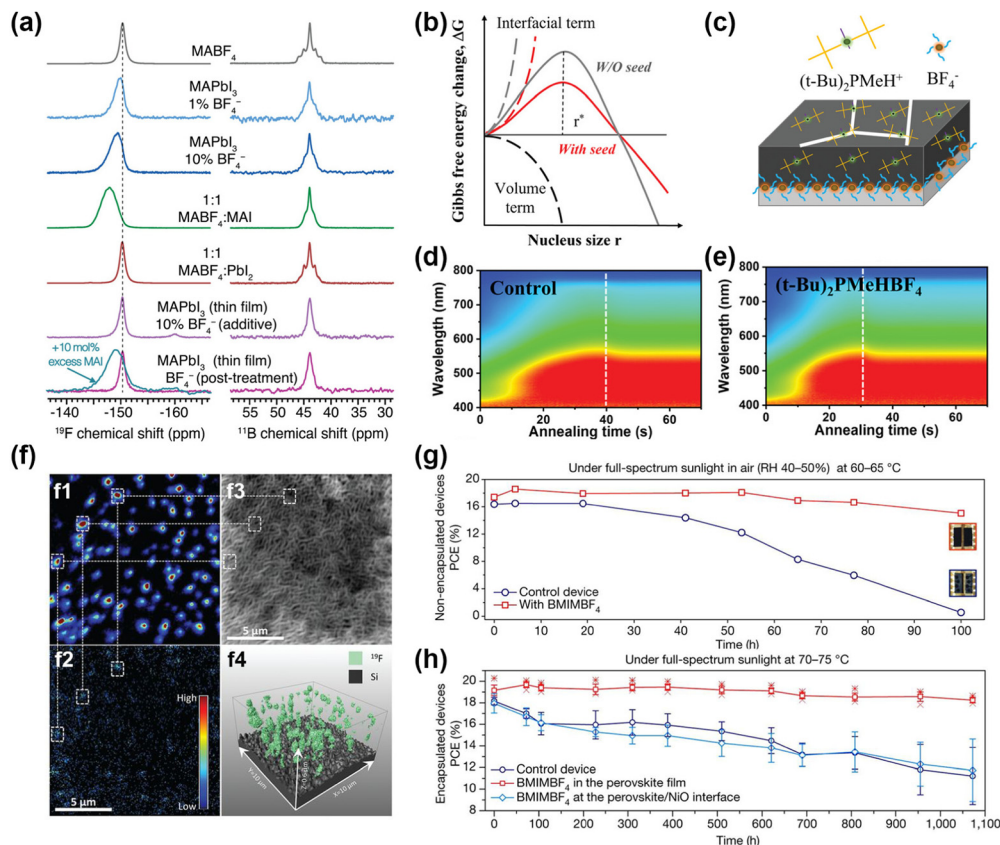 (a)
MABF₄
MAPbI₃
1% BF₄⁻
MAPbI₃
10% BF₄⁻
1:1
MABF₄:MAI
1:1
MABF₄:PbI₂
MAPbI₃ (thin film)
10% BF₄⁻ (additive)
+10 mol%
excess MAI
MAPbI₃ (thin film)
BF₄⁻ (post-treatment)
-140 -150 -160
55 50 45 40 35 30
¹⁹F chemical shift (ppm)
¹¹B chemical shift (ppm)
(b)
Interfacial term
W/O seed
r*
With seed
Volume
term
Gibbs free energy change, ΔG
Nucleus size r
(c)
(t-Bu)₂PMeH⁺
BF₄⁻
(d)
Control
800
700
600
500
400
Wavelength (nm)
0 20 40 60
Annealing time (s)
(e)
(t-Bu)₂PMeHBF₄
800
700
600
500
400
Wavelength (nm)
0 20 40 60
Annealing time (s)
(f)
f1
f3
5 µm
f2
High
Low
5 µm
f4
¹⁹F
Si
Y=10 µm
X=10 µm
(g)
Under full-spectrum sunlight in air (RH 40–50%) at 60–65 °C
Non-encapsulated devices
PCE (%)
20
16
12
8
4
0
Control device
With BMIMBF₄
0 10 20 30 40 50 60 70 80 90 100
Time (h)
(h)
Under full-spectrum sunlight at 70–75 °C
Encapsulated devices
PCE (%)
20
18
16
14
12
10
8
Control device
BMIMBF₄ in the perovskite film
BMIMBF₄ at the perovskite/NiO interface
0 100 200 300 400 500 600 700 800 900 1,000 1,100
Time (h)